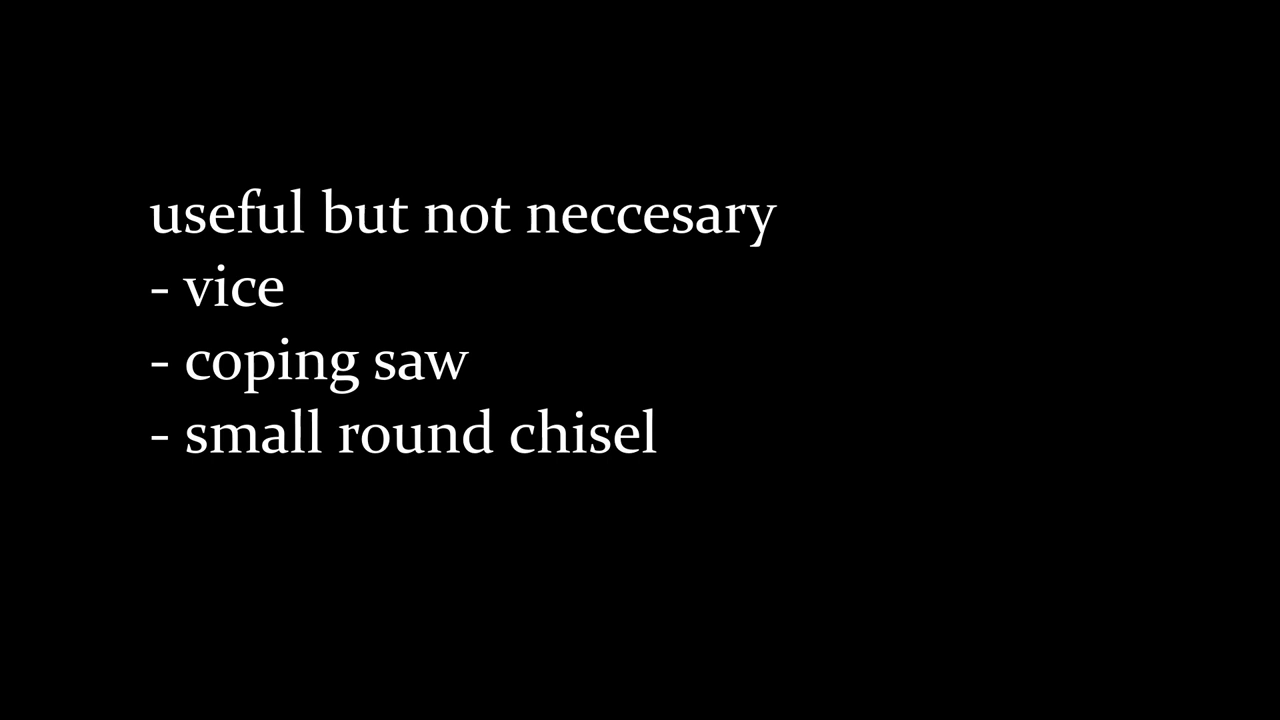 useful but not neccesary
- vice
- coping saw
- small round chisel